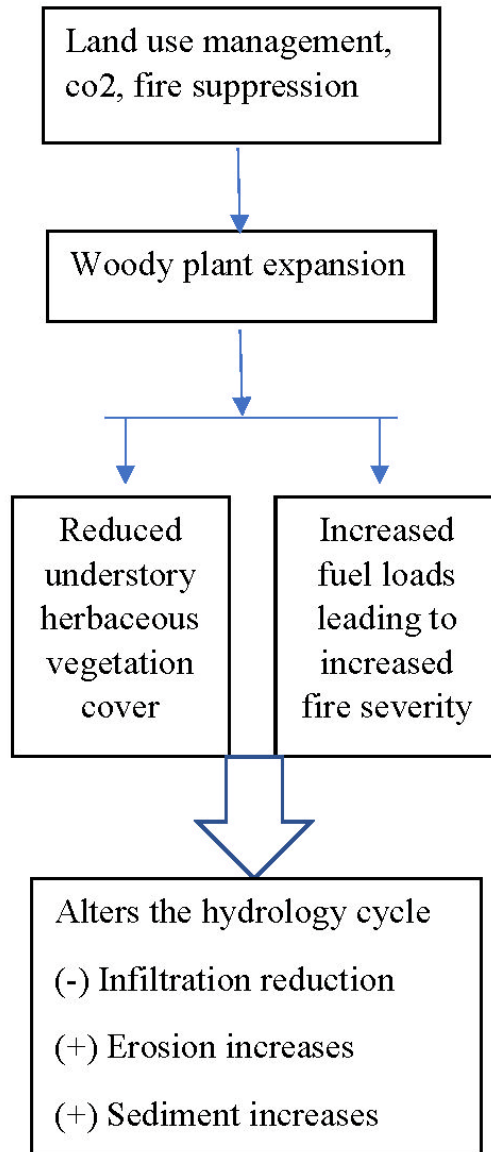 Land use management,
co2, fire suppression
Woody plant expansion
Reduced
understory
herbaceous
vegetation
cover
Increased
fuel loads
leading to
increased
fire severity
Alters the hydrology cycle
(-) Infiltration reduction
(+) Erosion increases
(+) Sediment increases